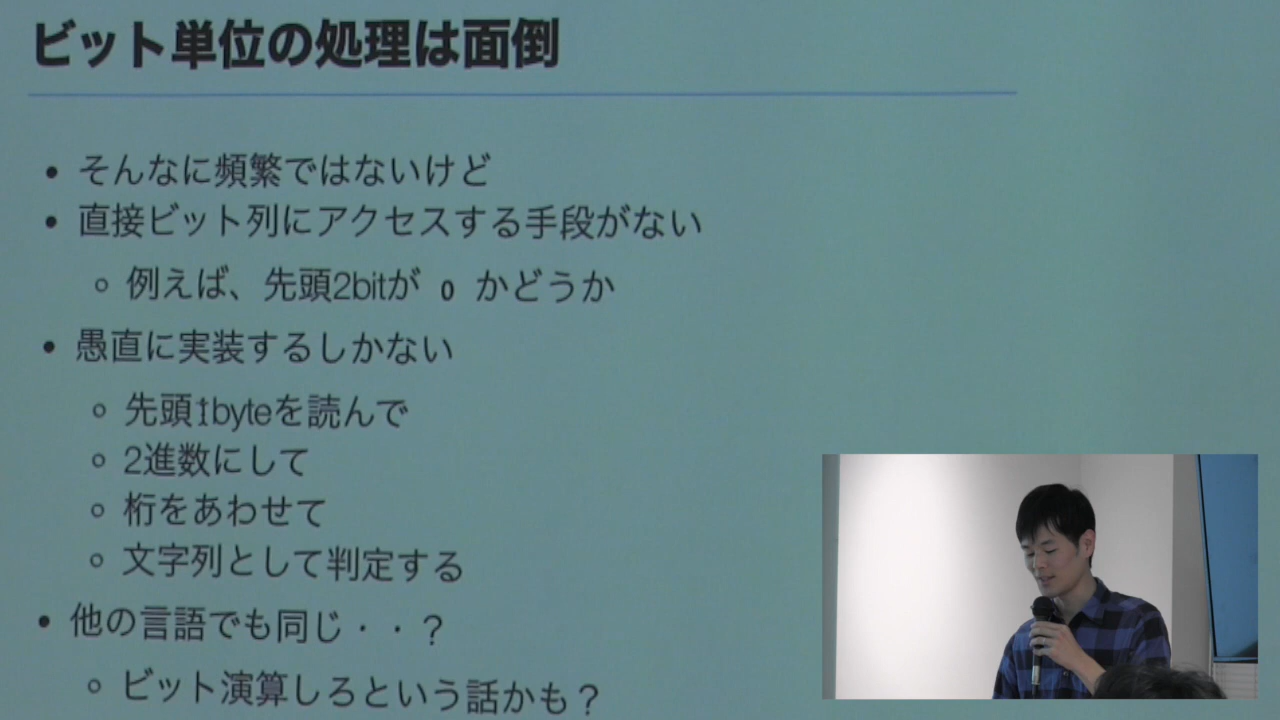 ビット単位の処理は面倒
• そんなに頻繁ではないけど
• 直接ビット列にアクセスする手段がない
◦ 例えば、先頭2bitが 0 かどうか
• 愚直に実装するしかない
◦ 先頭1byteを読んで
◦ 2進数にして
◦ 桁をあわせて
◦ 文字列として判定する
• 他の言語でも同じ・・？
◦ ビット演算しろという話かも？